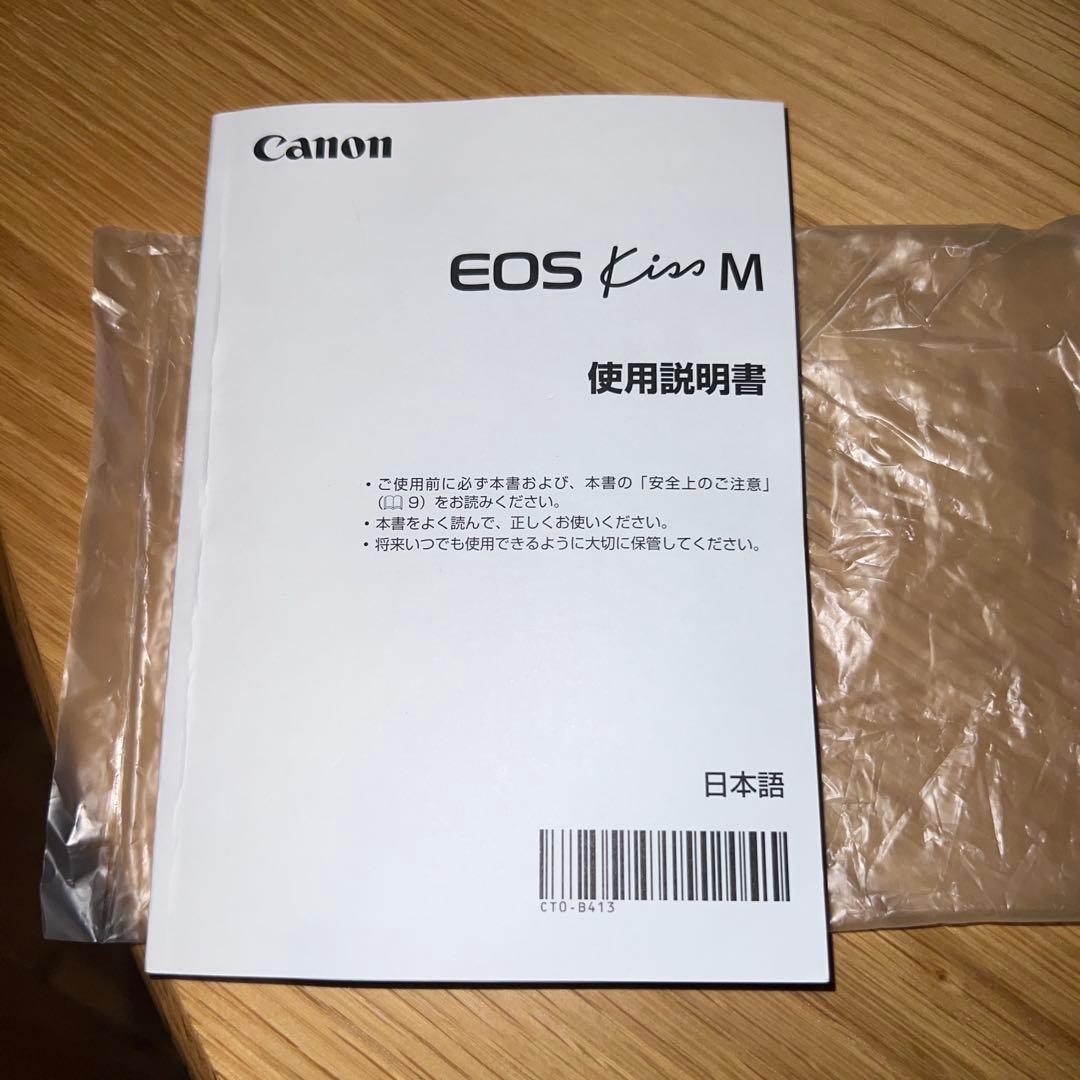 Canon
EOS Kiss M
使用説明書
・ご使用前に必ず本書および、本書の「安全上のご注意」
（📖 9）をお読みください。
・本書をよく読んで、正しくお使いください。
・将来いつでも使用できるように大切に保管してください。
日本語
CT0-B413